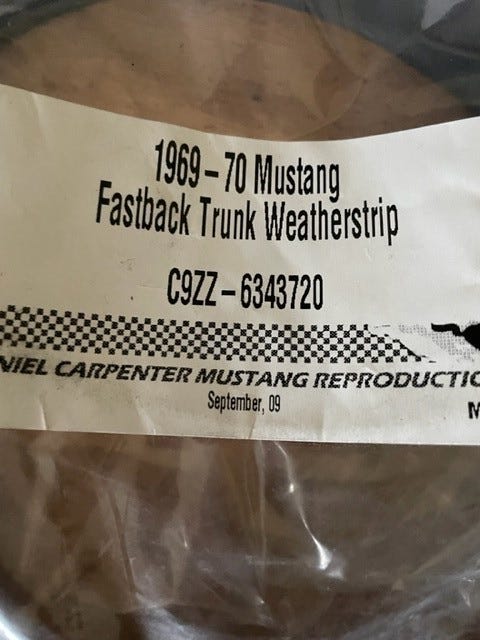 1969 – 70 Mustang
Fastback Trunk Weatherstrip
C9ZZ – 6343720
NIEL CARPENTER MUSTANG REPRODUCTIO
September, 09
M